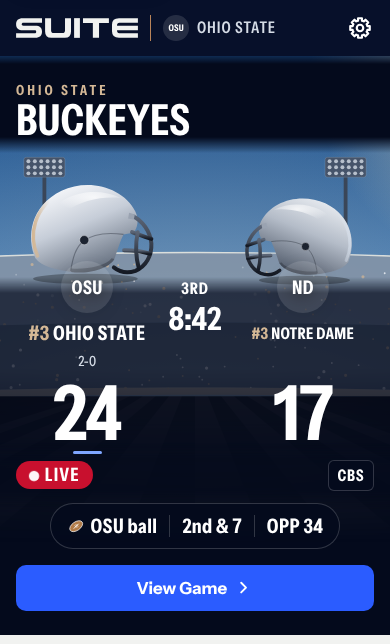 SUITE
OSU OHIO STATE
OHIO STATE
BUCKEYES
OSU
3RD
ND
8:42
#3 OHIO STATE
#3 NOTRE DAME
2-0
24
17
LIVE
CBS
OSU ball
2nd & 7
OPP 34
View Game